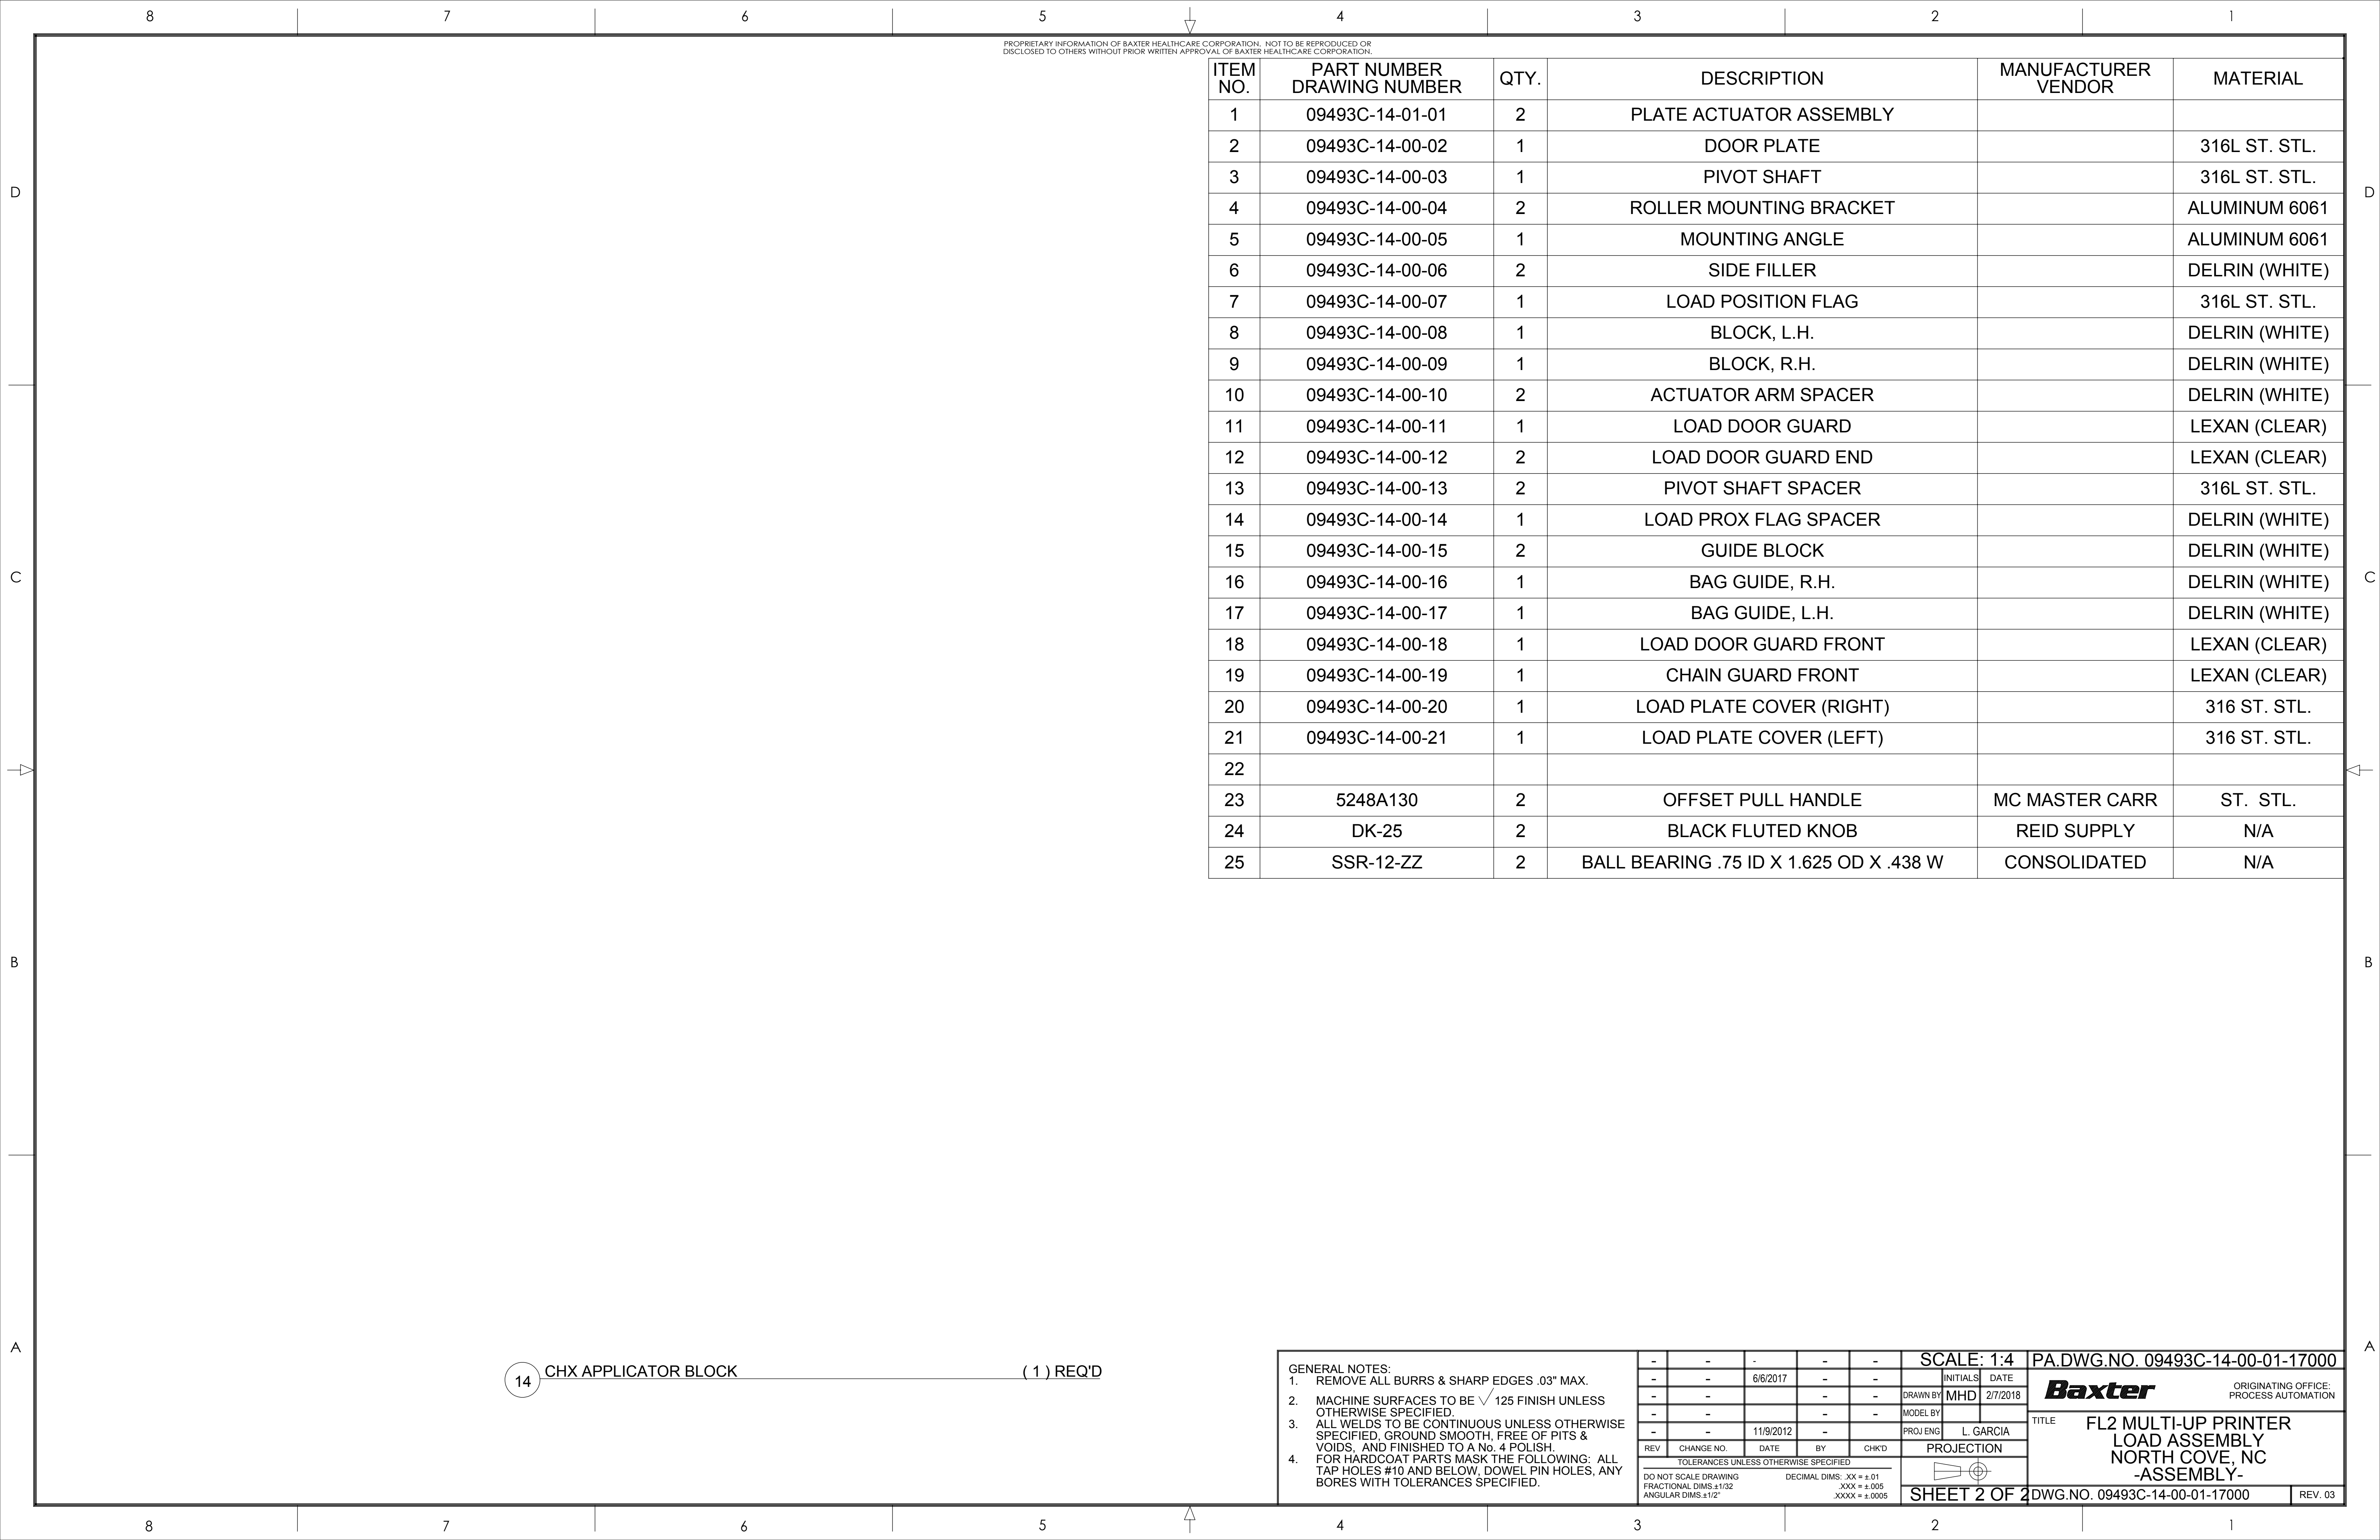 8 7 6 5 4 3 2 1
PROPRIETARY INFORMATION OF BAXTER HEALTHCARE CORPORATION. NOT TO BE REPRODUCED OR
DISCLOSED TO OTHERS WITHOUT PRIOR WRITTEN APPROVAL OF BAXTER HEALTHCARE CORPORATION.
ITEM NO. PART NUMBER DRAWING NUMBER QTY. DESCRIPTION MANUFACTURER VENDOR MATERIAL
1 09493C-14-01-01 2 PLATE ACTUATOR ASSEMBLY
2 09493C-14-00-02 1 DOOR PLATE 316L ST. STL.
3 09493C-14-00-03 1 PIVOT SHAFT 316L ST. STL.
D D
4 09493C-14-00-04 2 ROLLER MOUNTING BRACKET ALUMINUM 6061
5 09493C-14-00-05 1 MOUNTING ANGLE ALUMINUM 6061
6 09493C-14-00-06 2 SIDE FILLER DELRIN (WHITE)
7 09493C-14-00-07 1 LOAD POSITION FLAG 316L ST. STL.
8 09493C-14-00-08 1 BLOCK, L.H. DELRIN (WHITE)
9 09493C-14-00-09 1 BLOCK, R.H. DELRIN (WHITE)
10 09493C-14-00-10 2 ACTUATOR ARM SPACER DELRIN (WHITE)
11 09493C-14-00-11 1 LOAD DOOR GUARD LEXAN (CLEAR)
12 09493C-14-00-12 2 LOAD DOOR GUARD END LEXAN (CLEAR)
13 09493C-14-00-13 2 PIVOT SHAFT SPACER 316L ST. STL.
14 09493C-14-00-14 1 LOAD PROX FLAG SPACER DELRIN (WHITE)
15 09493C-14-00-15 2 GUIDE BLOCK DELRIN (WHITE)
C C
16 09493C-14-00-16 1 BAG GUIDE, R.H. DELRIN (WHITE)
17 09493C-14-00-17 1 BAG GUIDE, L.H. DELRIN (WHITE)
18 09493C-14-00-18 1 LOAD DOOR GUARD FRONT LEXAN (CLEAR)
19 09493C-14-00-19 1 CHAIN GUARD FRONT LEXAN (CLEAR)
20 09493C-14-00-20 1 LOAD PLATE COVER (RIGHT) 316 ST. STL.
21 09493C-14-00-21 1 LOAD PLATE COVER (LEFT) 316 ST. STL.
22
23 5248A130 2 OFFSET PULL HANDLE MC MASTER CARR ST. STL.
24 DK-25 2 BLACK FLUTED KNOB REID SUPPLY N/A
25 SSR-12-ZZ 2 BALL BEARING .75 ID X 1.625 OD X .438 W CONSOLIDATED N/A
B B
A A
14 CHX APPLICATOR BLOCK ( 1 ) REQ'D
GENERAL NOTES:
1. REMOVE ALL BURRS & SHARP EDGES .03" MAX.
2. MACHINE SURFACES TO BE √ 125 FINISH UNLESS
OTHERWISE SPECIFIED.
3. ALL WELDS TO BE CONTINUOUS UNLESS OTHERWISE
SPECIFIED, GROUND SMOOTH, FREE OF PITS &
VOIDS, AND FINISHED TO A No. 4 POLISH.
4. FOR HARDCOAT PARTS MASK THE FOLLOWING: ALL
TAP HOLES #10 AND BELOW, DOWEL PIN HOLES, ANY
BORES WITH TOLERANCES SPECIFIED.
- - - - -
- - 6/6/2017 - -
- - - -
- - - -
- - 11/9/2012 -
REV CHANGE NO. DATE BY CHK'D
TOLERANCES UNLESS OTHERWISE SPECIFIED
DO NOT SCALE DRAWING DECIMAL DIMS: .XX = ±.01
FRACTIONAL DIMS.±1/32 .XXX = ±.005
ANGULAR DIMS.±1/2° .XXXX = ±.0005
SCALE: 1:4
INITIALS DATE
DRAWN BY MHD 2/7/2018
MODEL BY
PROJ ENG L. GARCIA
PROJECTION
SHEET 2 OF 2
PA.DWG.NO. 09493C-14-00-01-17000
Baxter
ORIGINATING OFFICE:
PROCESS AUTOMATION
TITLE FL2 MULTI-UP PRINTER
LOAD ASSEMBLY
NORTH COVE, NC
-ASSEMBLY-
DWG.NO. 09493C-14-00-01-17000 REV. 03
8 7 6 5 4 3 2 1